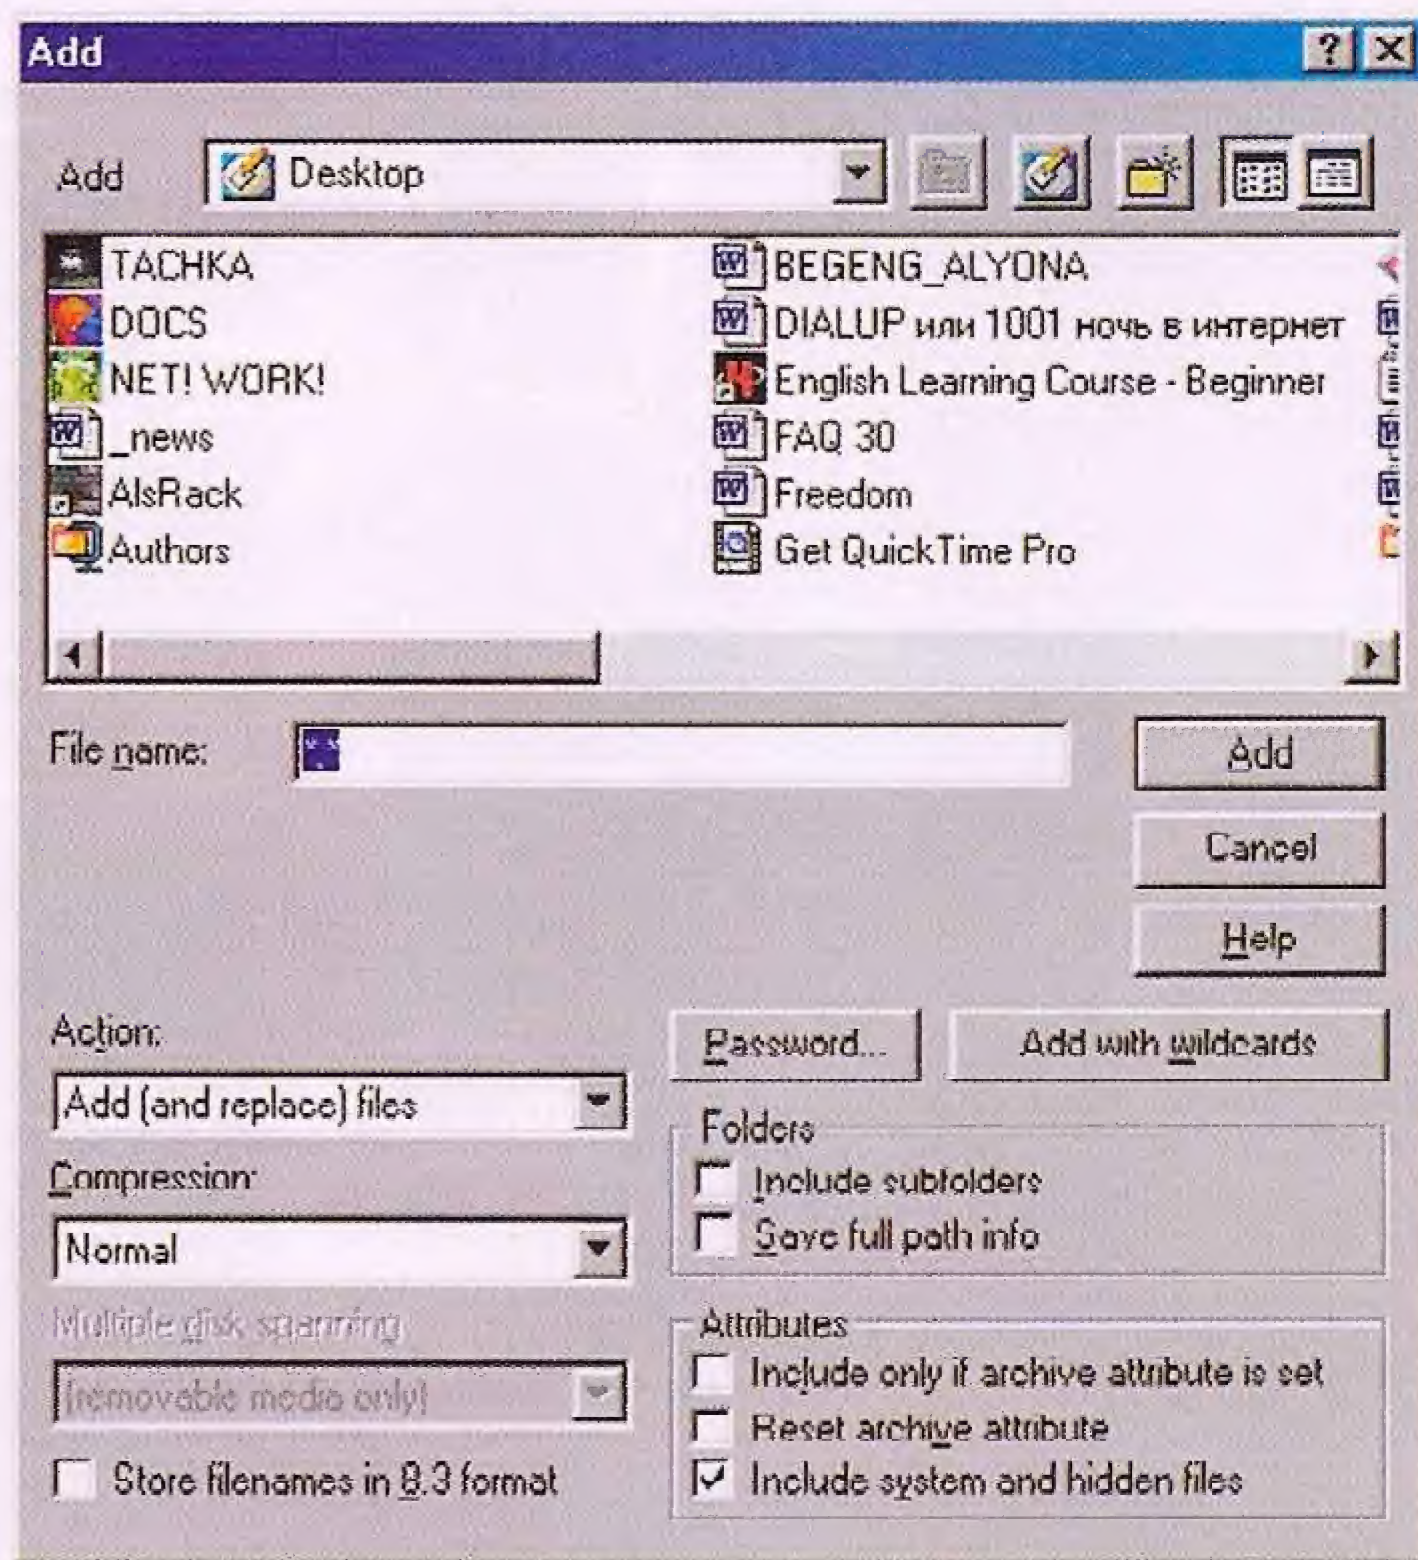 Add
Add Desktop
TACHKA
DOCS
NET! WORK!
_news
AlsRack
Authors
BEGENG_ALYONA
DIALUP или 1001 ночь в интернет
English Learning Course - Beginner
FAQ 30
Freedom
Get QuickTime Pro
File name: *.*
Add
Cancel
Help
Action:
Add (and replace) files
Compression:
Normal
Multiple disk spanning
(removable media only)
Store filenames in 8.3 format
Password...
Add with wildcards
Folders
Include subfolders
Save full path info
Attributes
Include only if archive attribute is set
Reset archive attribute
Include system and hidden files